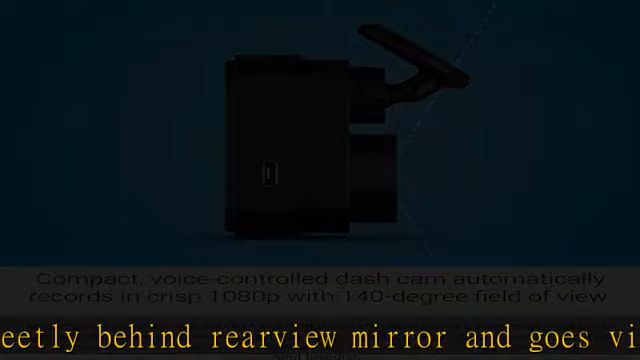 Compact, voice-controlled dash cam automatically
records in crisp 1080p with 140-degree field of view
eetly behind rearview mirror and goes vi